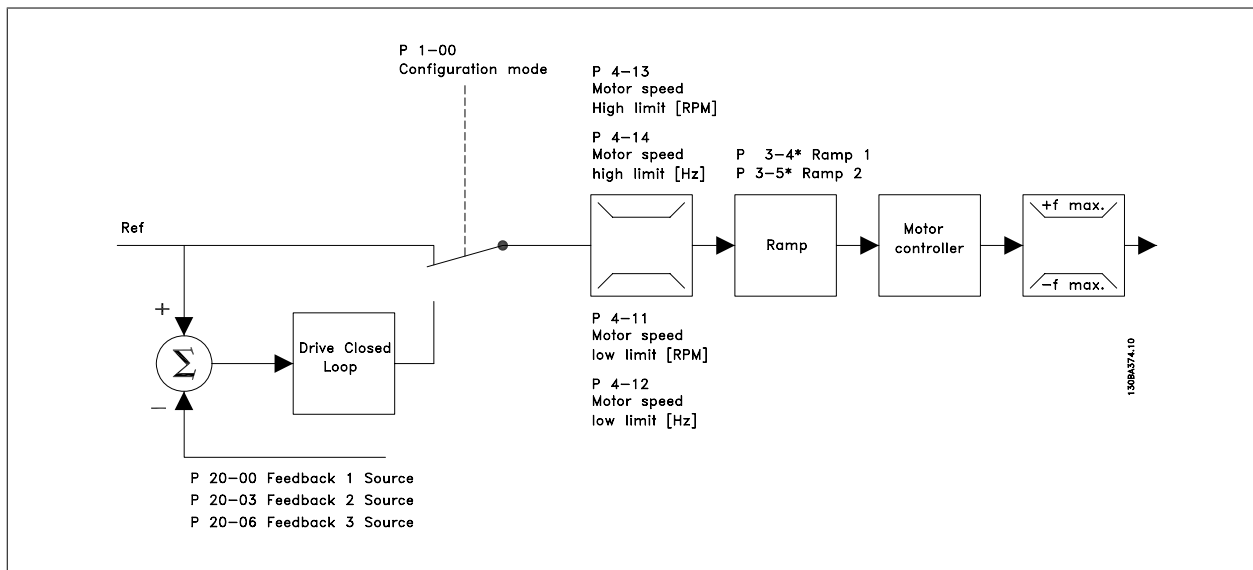 P 1-00
Configuration mode
P 4-13
Motor speed
High limit [RPM]
P 4-14
Motor speed
high limit [Hz]
P 3-4* Ramp 1
P 3-5* Ramp 2
Ref
Ramp
Motor
controller
+f max.
-f max.
+
Σ
−
Drive Closed
Loop
P 4-11
Motor speed
low limit [RPM]
P 4-12
Motor speed
low limit [Hz]
P 20-00 Feedback 1 Source
P 20-03 Feedback 2 Source
P 20-06 Feedback 3 Source
130BA374.10